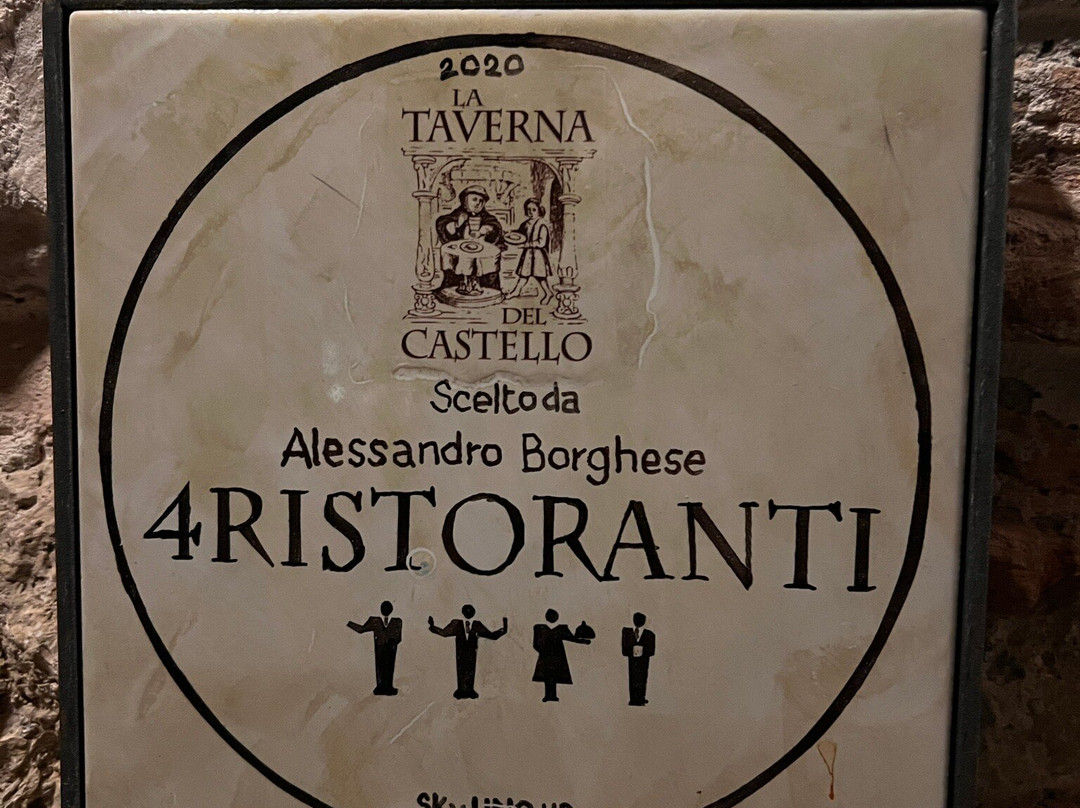 2020
LA
TAVERNA
DEL
CASTELLO
Scelto da
Alessandro Borghese
4RISTORANTI